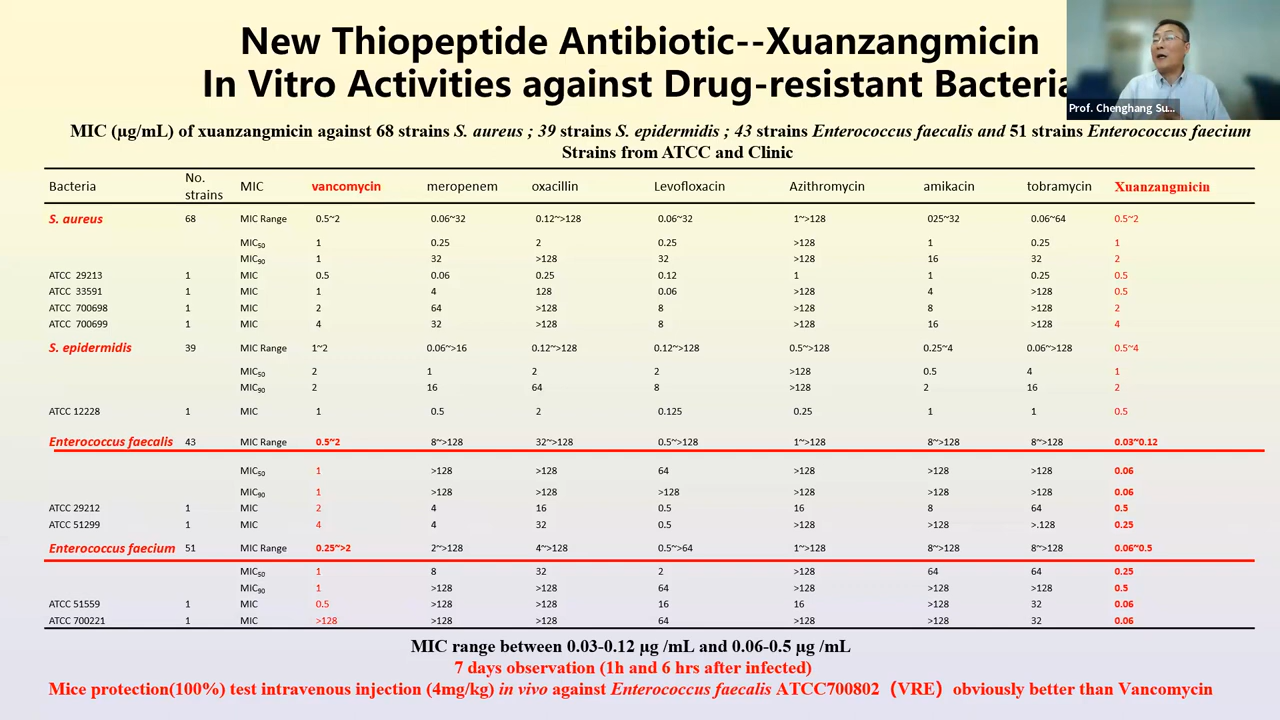 New Thiopeptide Antibiotic--Xuanzangmicin
In Vitro Activities against Drug-resistant Bacteria
Prof. Chenghang Su...
MIC (μg/mL) of xuanzangmicin against 68 strains S. aureus ; 39 strains S. epidermidis ; 43 strains Enterococcus faecalis and 51 strains Enterococcus faecium
Strains from ATCC and Clinic
Bacteria No. strains MIC vancomycin meropenem oxacillin Levofloxacin Azithromycin amikacin tobramycin Xuanzangmicin
S. aureus 68 MIC Range 0.5~2 0.06~32 0.12~>128 0.06~32 1~>128 025~32 0.06~64 0.5~2
MIC50 1 0.25 2 0.25 >128 1 0.25 1
MIC90 1 32 >128 32 >128 16 32 2
ATCC 29213 1 MIC 0.5 0.06 0.25 0.12 1 1 0.25 0.5
ATCC 33591 1 MIC 1 4 128 0.06 >128 4 >128 0.5
ATCC 700698 1 MIC 2 64 >128 8 >128 8 >128 2
ATCC 700699 1 MIC 4 32 >128 8 >128 16 >128 4
S. epidermidis 39 MIC Range 1~2 0.06~>16 0.12~>128 0.12~>128 0.5~>128 0.25~4 0.06~>128 0.5~4
MIC50 2 1 2 2 >128 0.5 4 1
MIC90 2 16 64 8 >128 2 16 2
ATCC 12228 1 MIC 1 0.5 2 0.125 0.25 1 1 0.5
Enterococcus faecalis 43 MIC Range 0.5~2 8~>128 32~>128 0.5~>128 1~>128 8~>128 8~>128 0.03~0.12
MIC50 1 >128 >128 64 >128 >128 >128 0.06
MIC90 1 >128 >128 >128 >128 >128 >128 0.06
ATCC 29212 1 MIC 2 4 16 0.5 16 8 64 0.5
ATCC 51299 1 MIC 4 4 32 0.5 >128 >128 >.128 0.25
Enterococcus faecium 51 MIC Range 0.25~>2 2~>128 4~>128 0.5~>64 1~>128 8~>128 8~>128 0.06~0.5
MIC50 1 8 32 2 >128 64 64 0.25
MIC90 1 >128 >128 64 >128 >128 >128 0.5
ATCC 51559 1 MIC 0.5 >128 >128 16 16 >128 32 0.06
ATCC 700221 1 MIC >128 >128 >128 64 >128 >128 32 0.06
MIC range between 0.03-0.12 μg /mL and 0.06-0.5 μg /mL
7 days observation (1h and 6 hrs after infected)
Mice protection(100%) test intravenous injection (4mg/kg) in vivo against Enterococcus faecalis ATCC700802（VRE）obviously better than Vancomycin